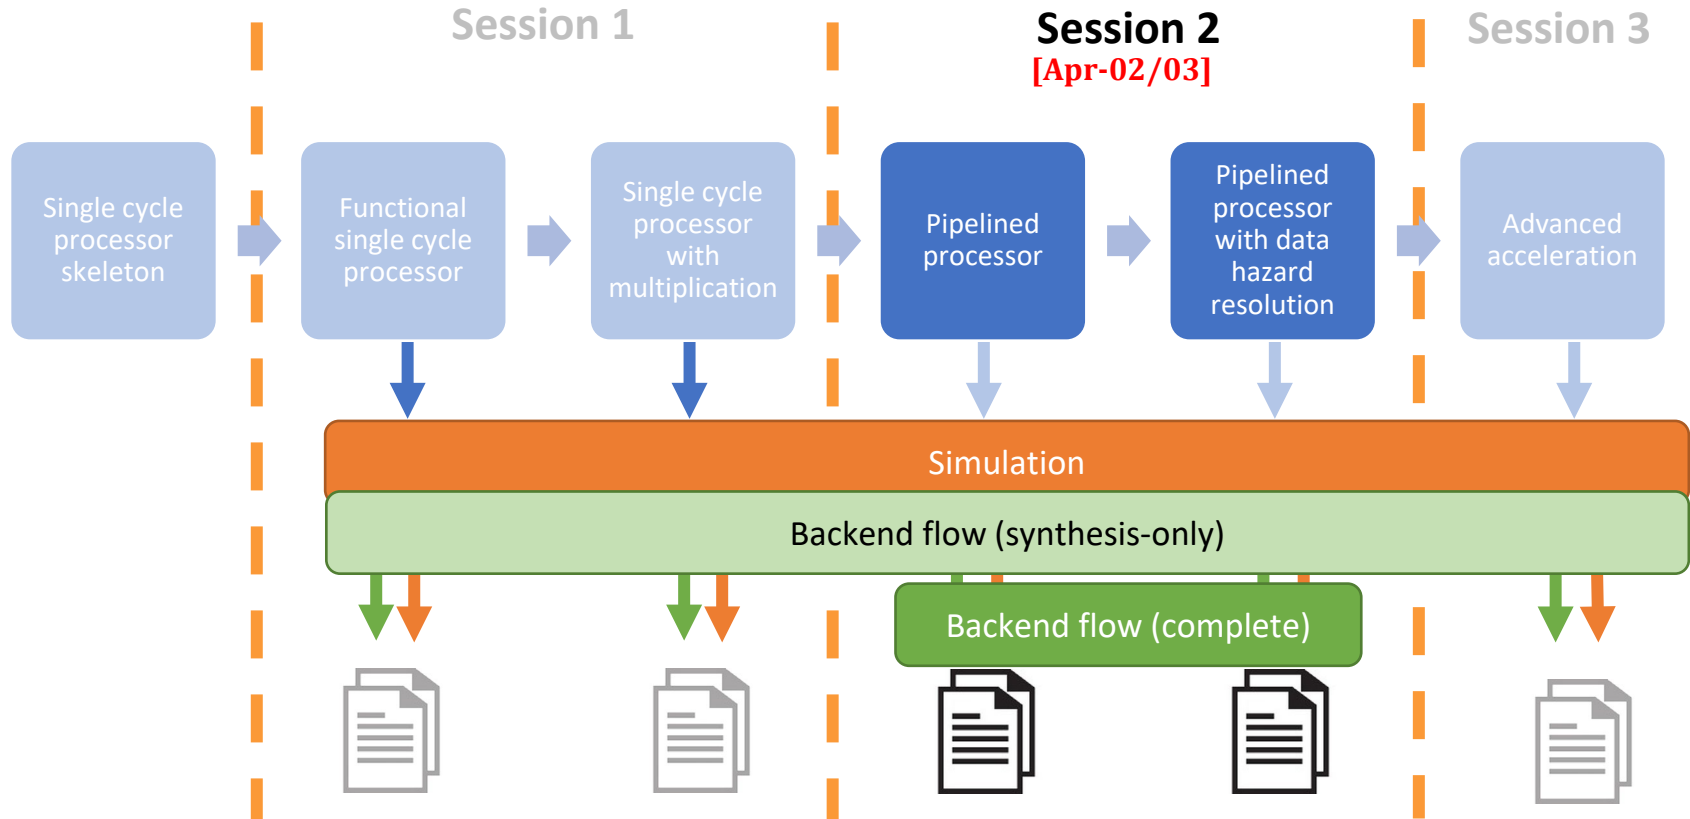 Session 1
Session 2
[Apr-02/03]
Session 3
Single cycle
processor
skeleton
Functional
single cycle
processor
Single cycle
processor
with
multiplication
Pipelined
processor
Pipelined
processor
with data
hazard
resolution
Advanced
acceleration
Simulation
Backend flow (synthesis-only)
Backend flow (complete)